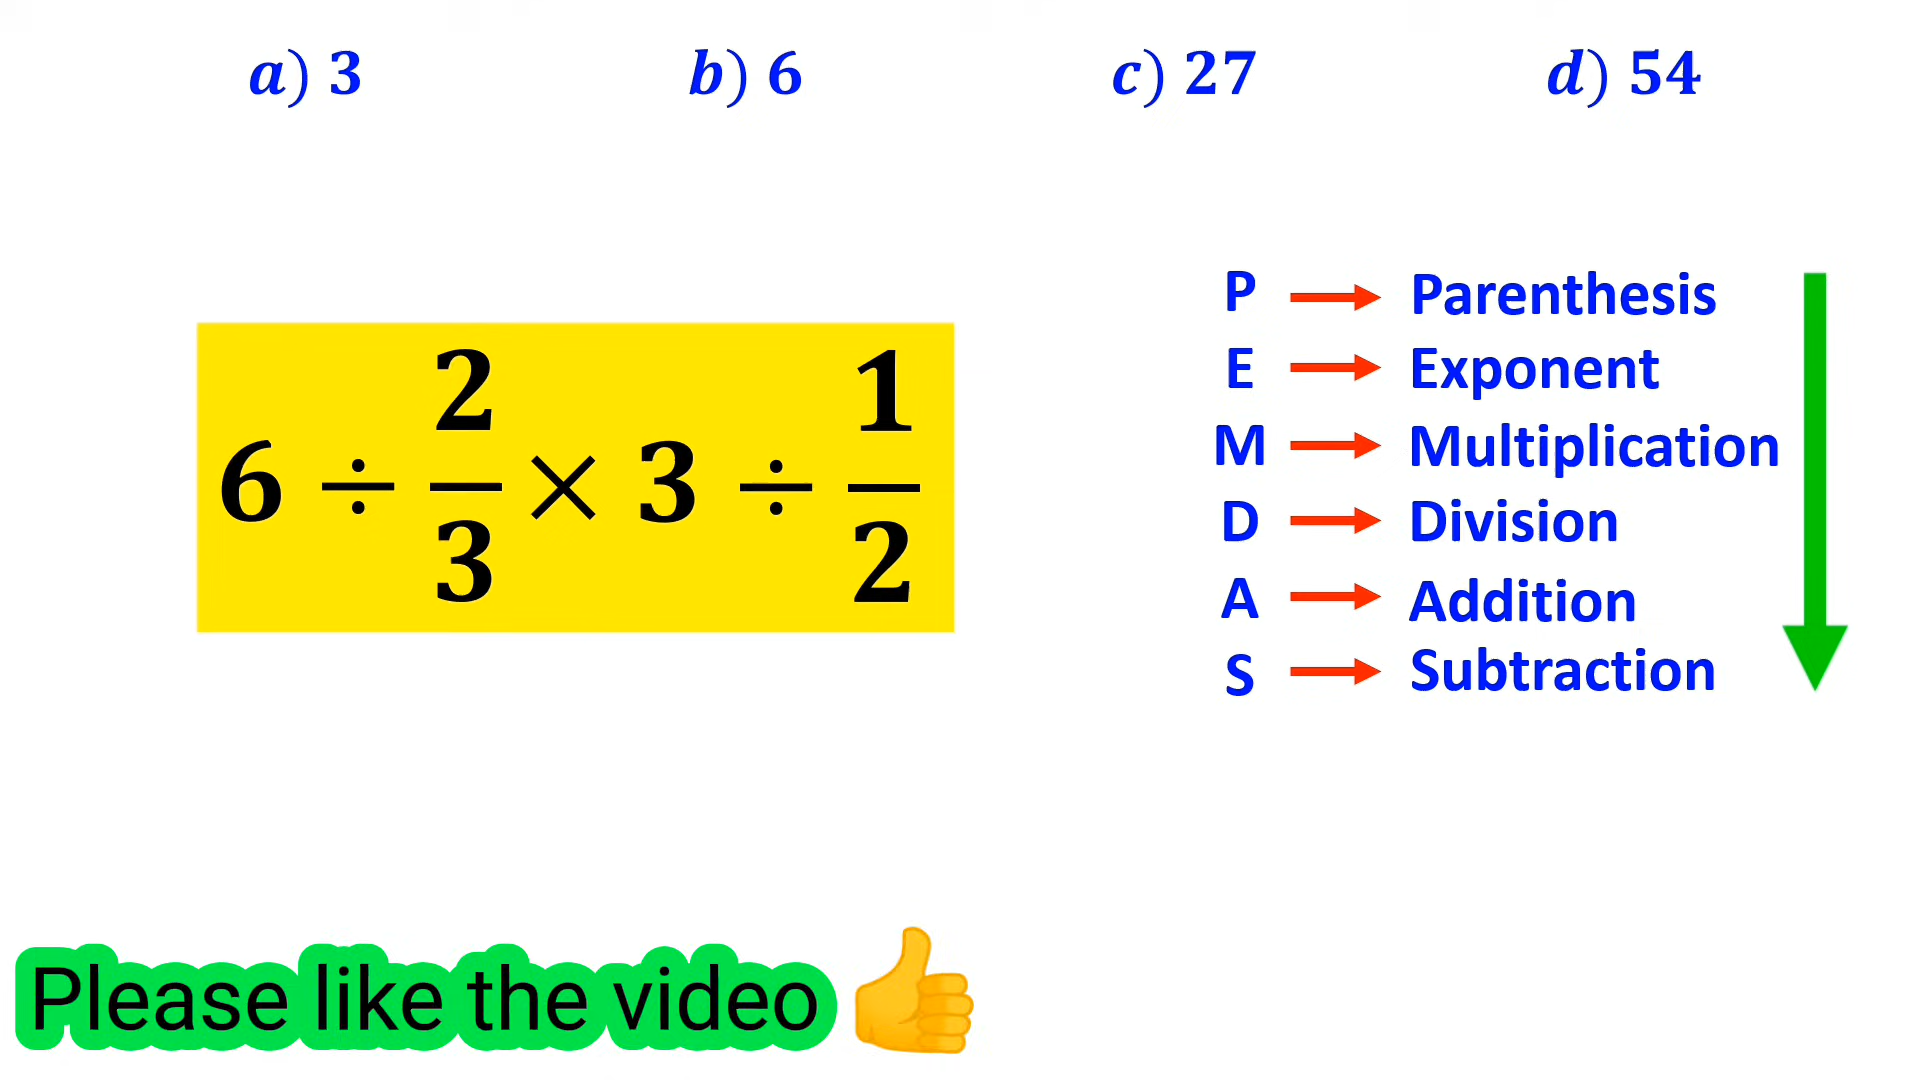 a) 3 b) 6 c) 27 d) 54
6 ÷ 2/3 × 3 ÷ 1/2
P → Parenthesis
E → Exponent
M → Multiplication
D → Division
A → Addition
S → Subtraction
Please like the video 👍